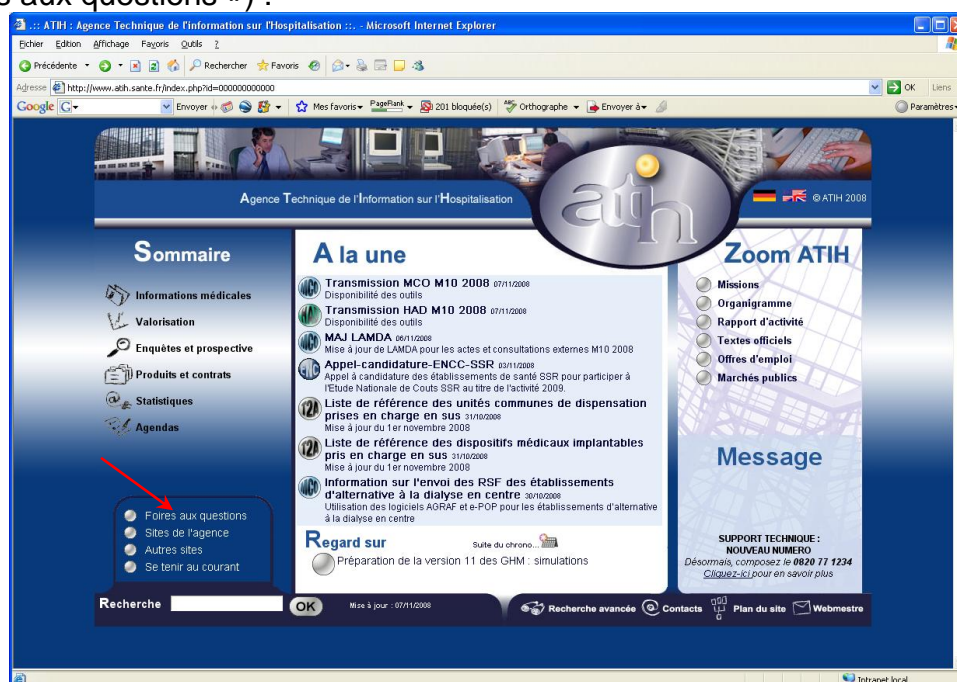 s aux questions ») :
.:: ATIH : Agence Technique de l'information sur l'Hospitalisation ::. - Microsoft Internet Explorer
Fichier Edition Affichage Favoris Outils ?
Précédente Rechercher Favoris
Adresse http://www.atih.sante.fr/index.php?id=000000000000 OK Liens
Google G Envoyer Mes favoris PageRank 201 bloquée(s) Orthographe Envoyer à Paramètres
atih
Agence Technique de l'Information sur l'Hospitalisation
© ATIH 2008
Sommaire
Informations médicales
Valorisation
Enquêtes et prospective
Produits et contrats
Statistiques
Agendas
Foires aux questions
Sites de l'agence
Autres sites
Se tenir au courant
A la une
MCO Transmission MCO M10 2008 07/11/2008
Disponibilité des outils
HAD Transmission HAD M10 2008 07/11/2008
Disponibilité des outils
MCO MAJ LAMDA 06/11/2008
Mise à jour de LAMDA pour les actes et consultations externes M10 2008
Appel-candidature-ENCC-SSR 03/11/2008
Appel à candidature des établissements de santé SSR pour participer à
l'Etude Nationale de Couts SSR au titre de l'activité 2009.
T2A Liste de référence des unités communes de dispensation
prises en charge en sus 31/10/2008
Mise à jour du 1er novembre 2008
T2A Liste de référence des dispositifs médicaux implantables
pris en charge en sus 31/10/2008
Mise à jour du 1er novembre 2008
MCO Information sur l'envoi des RSF des établissements
d'alternative à la dialyse en centre 30/10/2008
Utilisation des logiciels AGRAF et e-POP pour les établissements d'alternative
à la dialyse en centre
Regard sur Suite du chrono...
Préparation de la version 11 des GHM : simulations
Zoom ATIH
Missions
Organigramme
Rapport d'activité
Textes officiels
Offres d'emploi
Marchés publics
Message
SUPPORT TECHNIQUE :
NOUVEAU NUMERO
Désormais, composez le 0820 77 1234
Cliquez-ici pour en savoir plus
Recherche OK Mise à jour : 07/11/2008 Recherche avancée Contacts Plan du site Webmestre
Intranet local